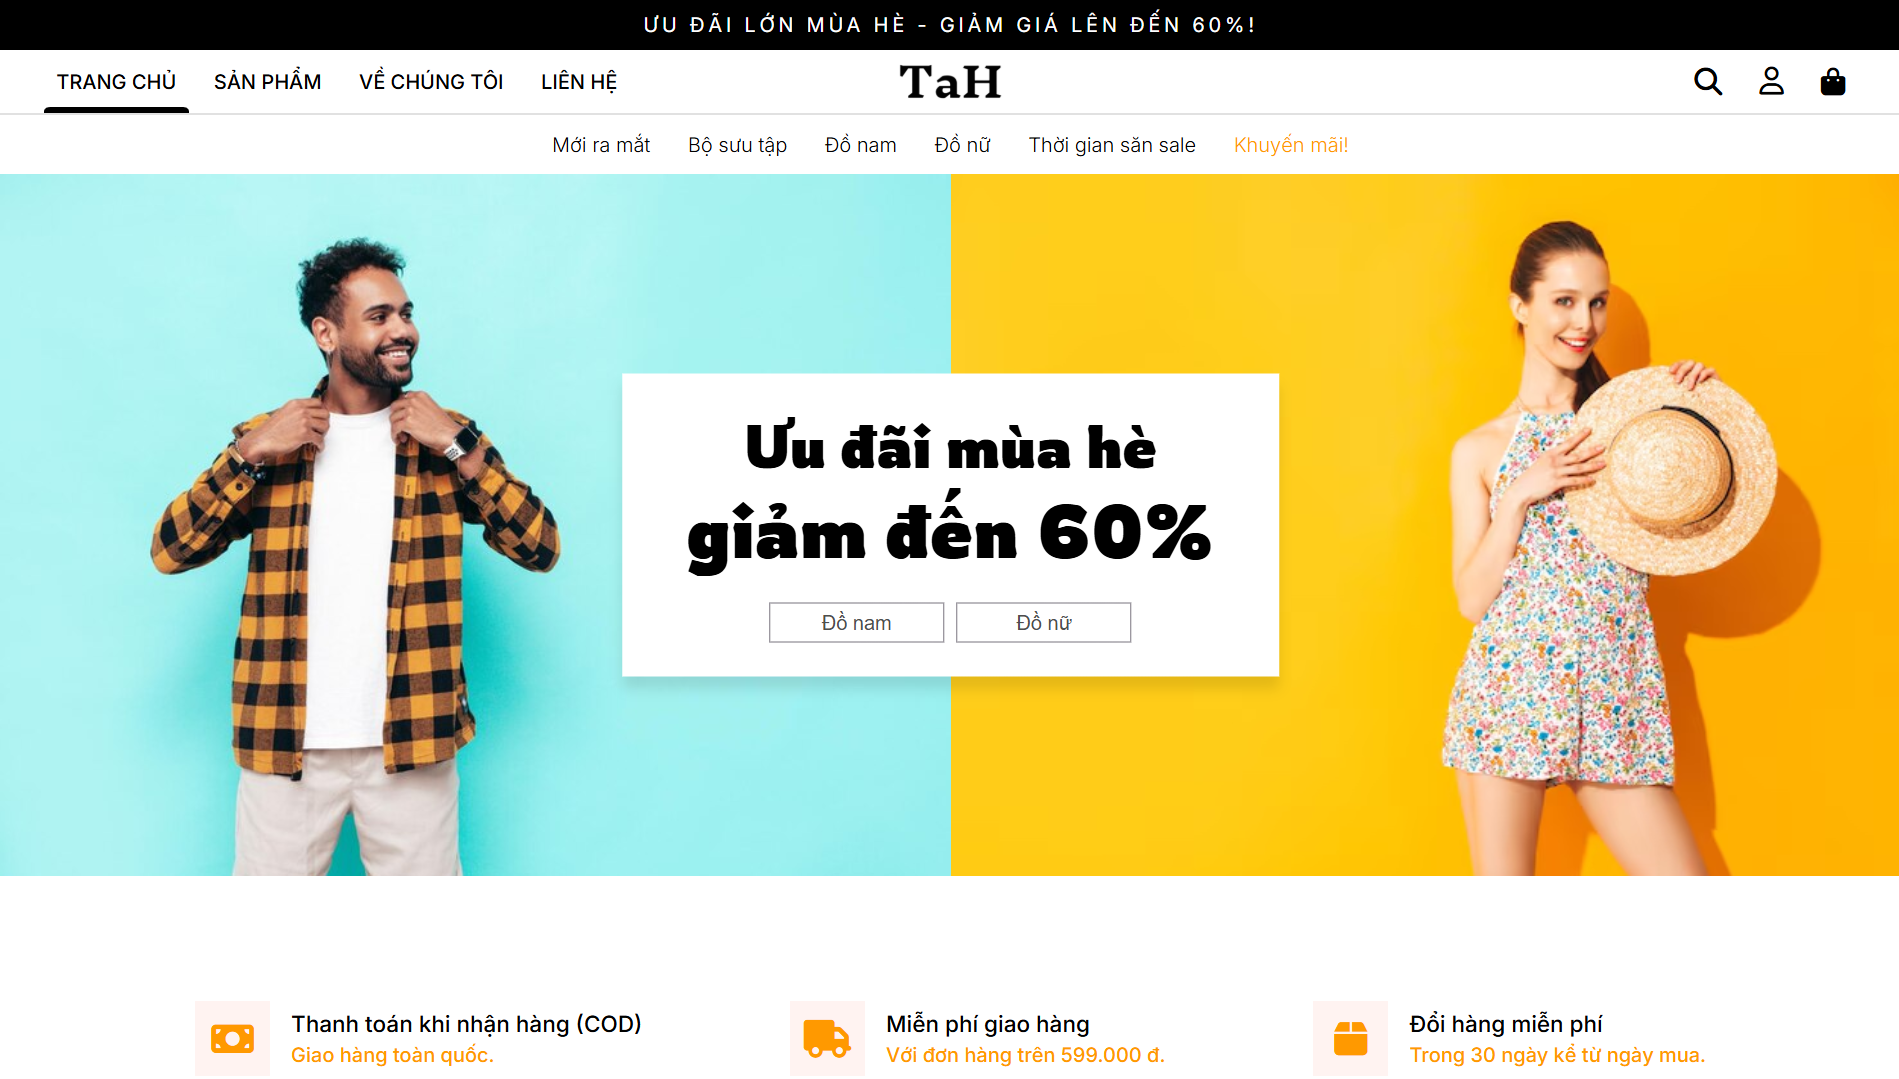 ƯU ĐÃI LỚN MÙA HÈ - GIẢM GIÁ LÊN ĐẾN 60%!
TRANG CHỦ SẢN PHẨM VỀ CHÚNG TÔI LIÊN HỆ TaH
Mới ra mắt Bộ sưu tập Đồ nam Đồ nữ Thời gian săn sale Khuyến mãi!
Ưu đãi mùa hè
giảm đến 60%
Đồ nam Đồ nữ
Thanh toán khi nhận hàng (COD)
Giao hàng toàn quốc.
Miễn phí giao hàng
Với đơn hàng trên 599.000 đ.
Đổi hàng miễn phí
Trong 30 ngày kể từ ngày mua.